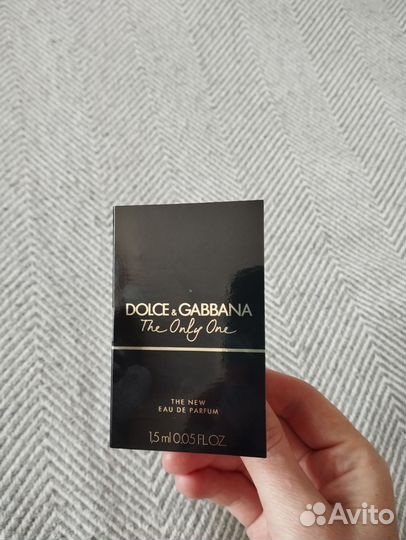 DOLCE & GABBANA
The Only One
THE NEW
EAU DE PARFUM
1,5 ml 0.05 FL.OZ.
Avito